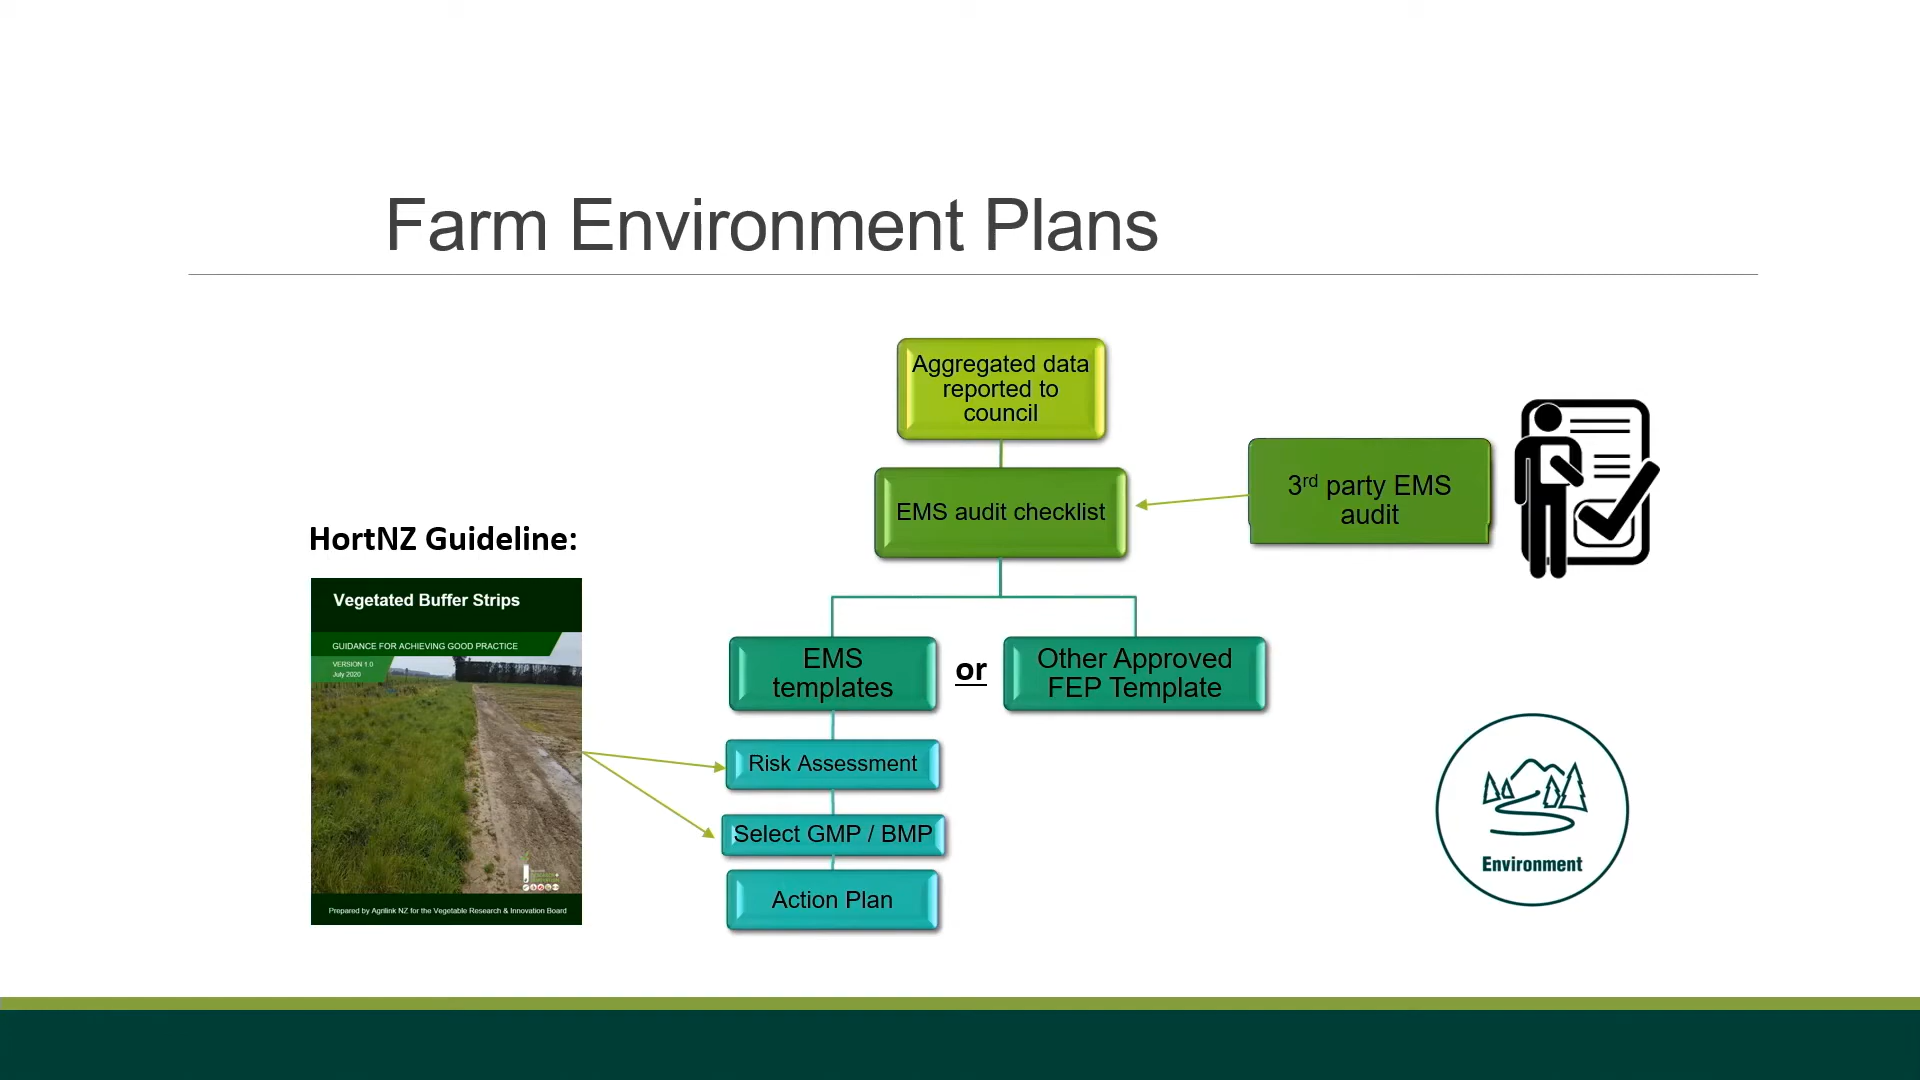 Farm Environment Plans
Aggregated data
reported to
council
EMS audit checklist
3rd party EMS
audit
HortNZ Guideline:
Vegetated Buffer Strips
GUIDANCE FOR ACHIEVING GOOD PRACTICE
VERSION 1.0
July 2020
Prepared by Agrilink NZ for the Vegetable Research & Innovation Board
EMS
templates
or
Other Approved
FEP Template
Risk Assessment
Select GMP / BMP
Action Plan
Environment